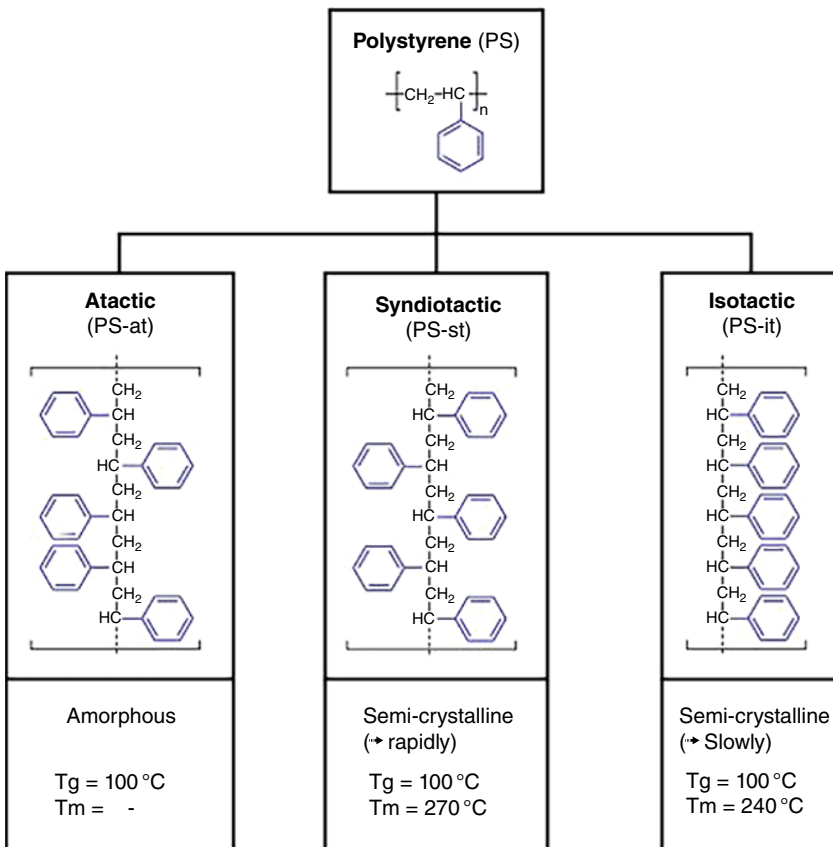 Polystyrene (PS)
CH2 HC
n
Atactic
(PS-at)
CH2
CH
CH2
HC
CH2
CH
CH2
CH
CH2
HC
Amorphous
Tg = 100 °C
Tm = -
Syndiotactic
(PS-st)
CH2
HC
CH2
CH
CH2
HC
CH2
CH
CH2
HC
Semi-crystalline
(⇢ rapidly)
Tg = 100 °C
Tm = 270 °C
Isotactic
(PS-it)
CH2
HC
CH2
HC
CH2
HC
CH2
HC
CH2
HC
Semi-crystalline
(⇢ Slowly)
Tg = 100 °C
Tm = 240 °C